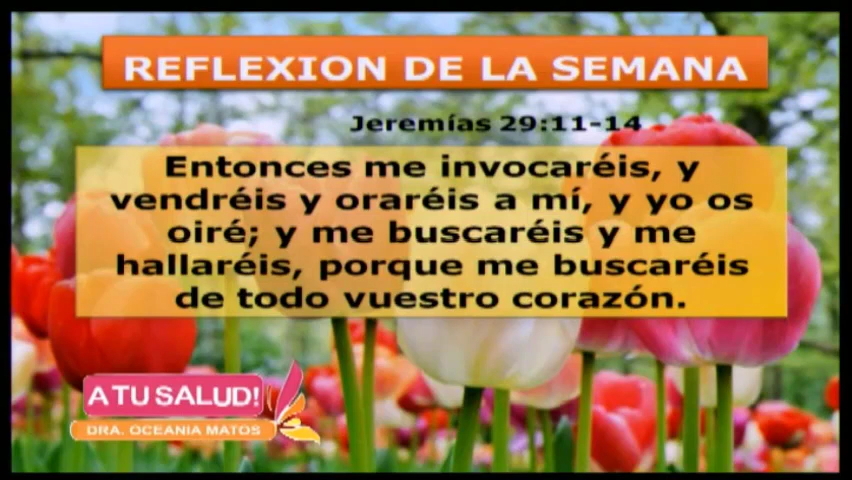 REFLEXION DE LA SEMANA
Jeremías 29:11-14
Entonces me invocaréis, y
vendréis y oraréis a mí, y yo os
oiré; y me buscaréis y me
hallaréis, porque me buscaréis
de todo vuestro corazón.
A TU SALUD!
DRA. OCEANIA MATOS